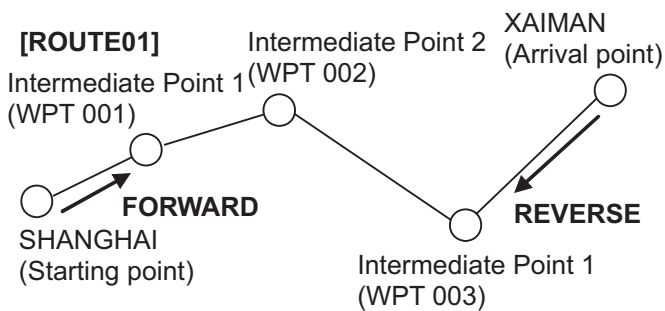 [ROUTE01]
Intermediate Point 1
(WPT 001)
Intermediate Point 2
(WPT 002)
XAIMAN
(Arrival point)
FORWARD
SHANGHAI
(Starting point)
REVERSE
Intermediate Point 1
(WPT 003)